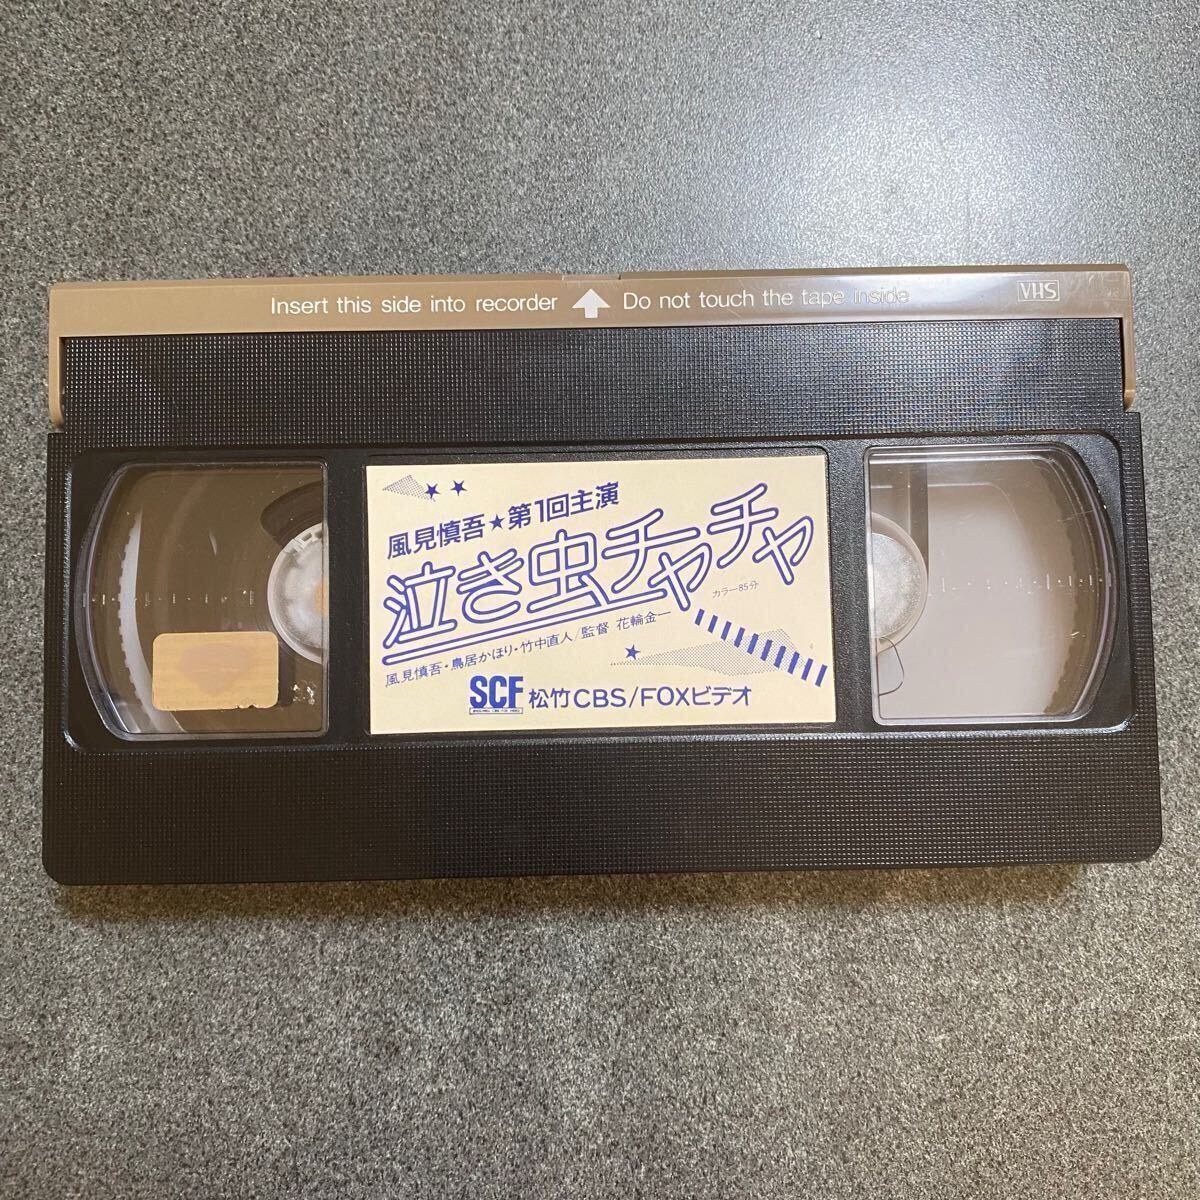 Insert this side into recorder Do not touch the tape inside VHS
風見慎吾★第1回主演
泣き虫チャチャ
カラー85分
風見慎吾・鳥居かほり・竹中直人/監督 花輪金一
SCF 松竹CBS/FOXビデオ